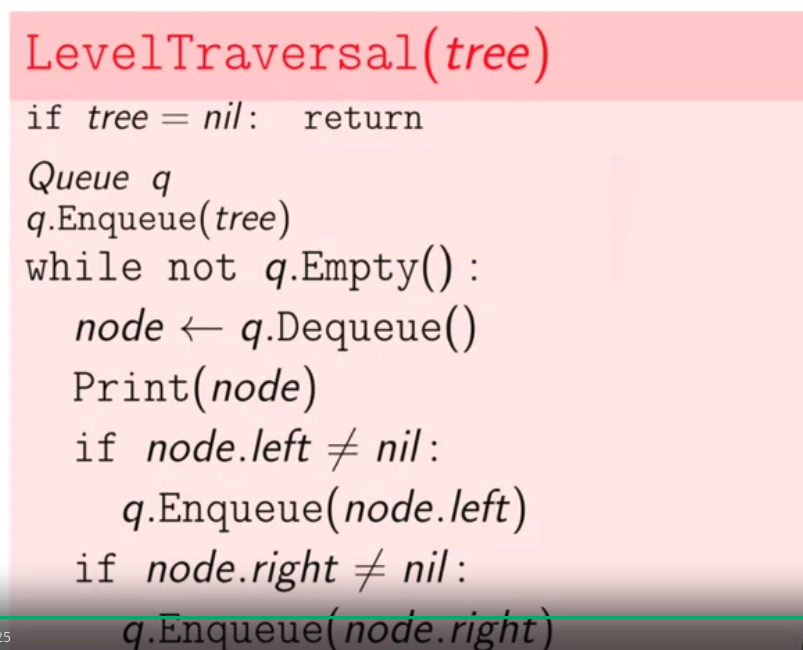 LevelTraversal(tree)
if tree = nil: return
Queue q
q.Enqueue(tree)
while not q.Empty():
node ← q.Dequeue()
Print(node)
if node.left ≠ nil:
q.Enqueue(node.left)
if node.right ≠ nil:
q.Enqueue(node.right)
25